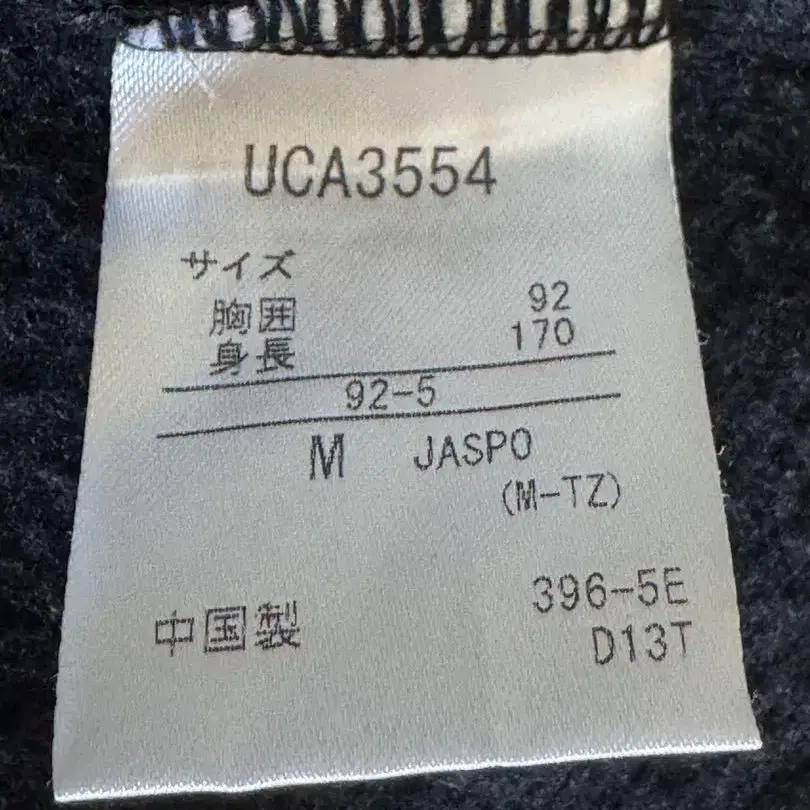 UCA3554
サイズ
胸囲 92
身長 170
92-5
M JASPO
(M-TZ)
396-5E
中国製
D13T